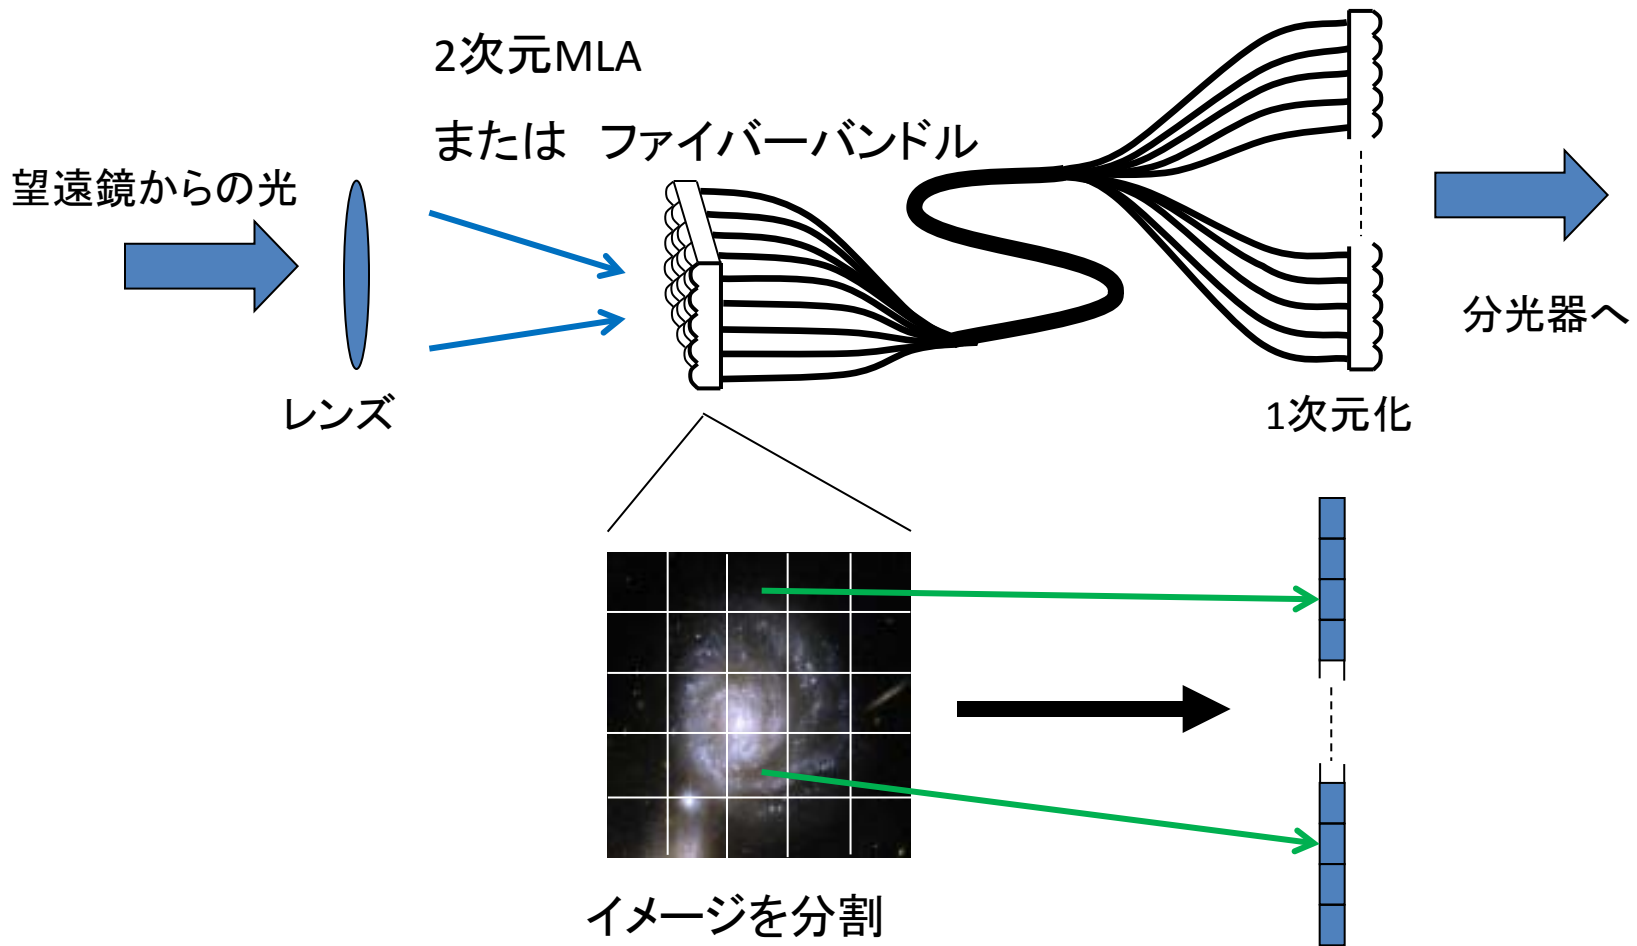 2次元MLA
または　ファイバーバンドル
望遠鏡からの光
レンズ
分光器へ
1次元化
イメージを分割